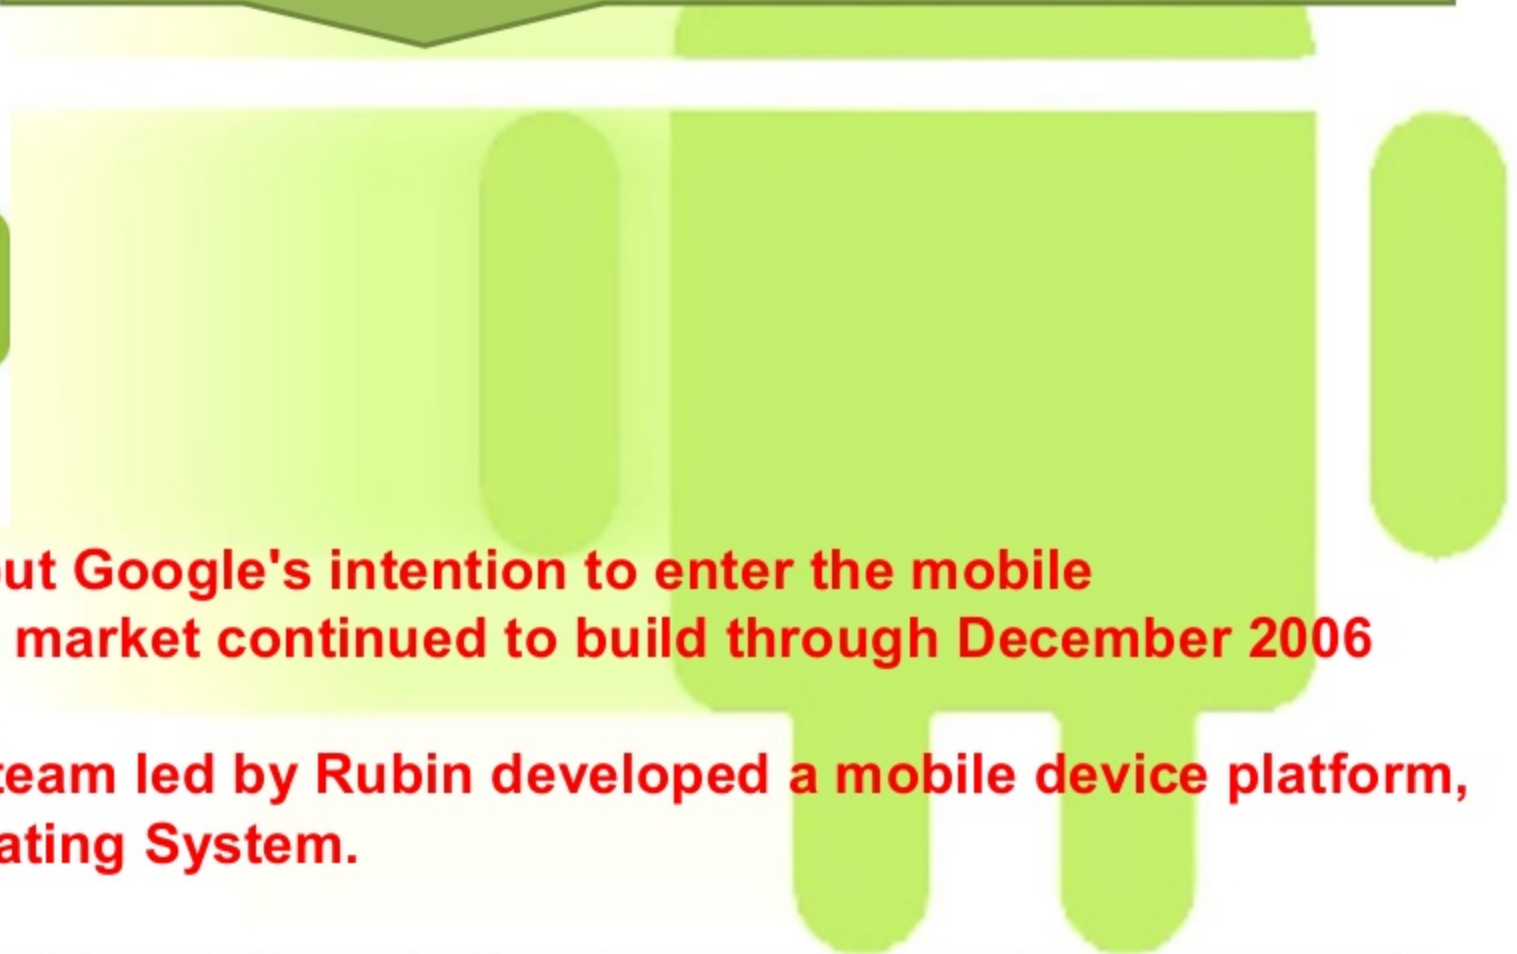 out Google's intention to enter the mobile
market continued to build through December 2006
team led by Rubin developed a mobile device platform,
ating System.